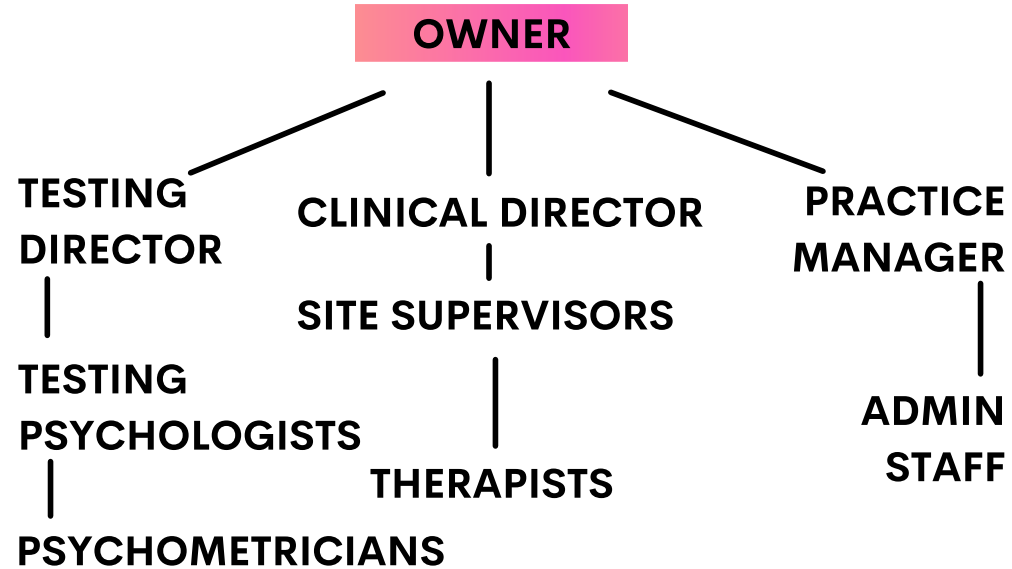 OWNER
TESTING
DIRECTOR
CLINICAL DIRECTOR
PRACTICE
MANAGER
SITE SUPERVISORS
TESTING
PSYCHOLOGISTS
THERAPISTS
ADMIN
STAFF
PSYCHOMETRICIANS